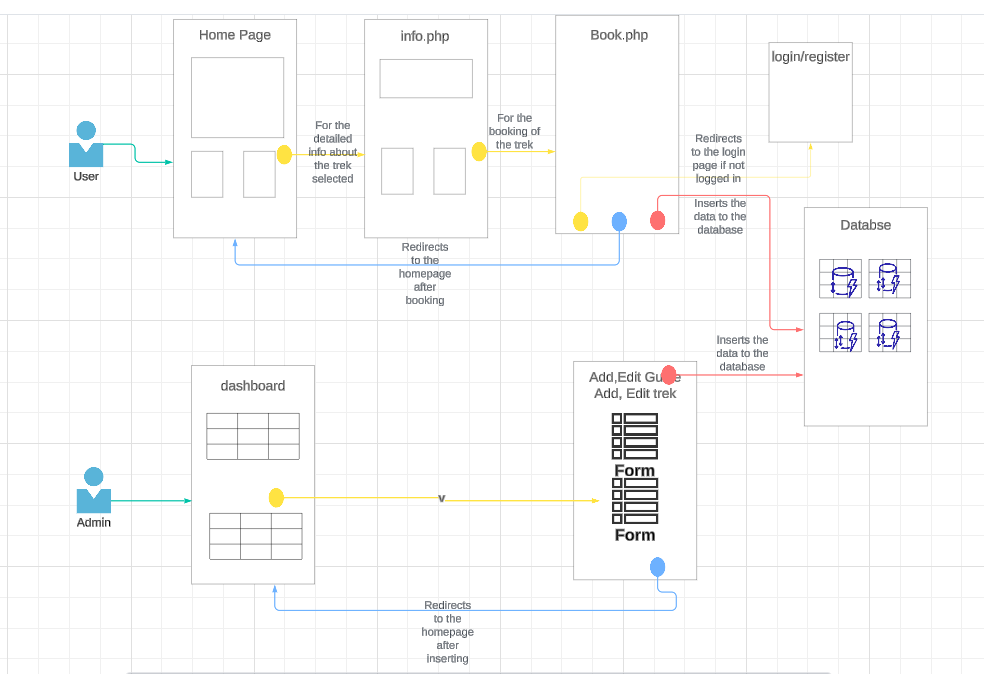 Home Page
info.php
Book.php
login/register
For the
detailed
info about
the trek
selected
For the
booking of
the trek
Redirects
to the login
page if not
logged in
User
Inserts the
data to the
database
Databse
Redirects
to the
homepage
after
booking
Inserts the
data to the
database
dashboard
Add,Edit Guide
Add, Edit trek
Form
v
Admin
Form
Redirects
to the
homepage
after
inserting